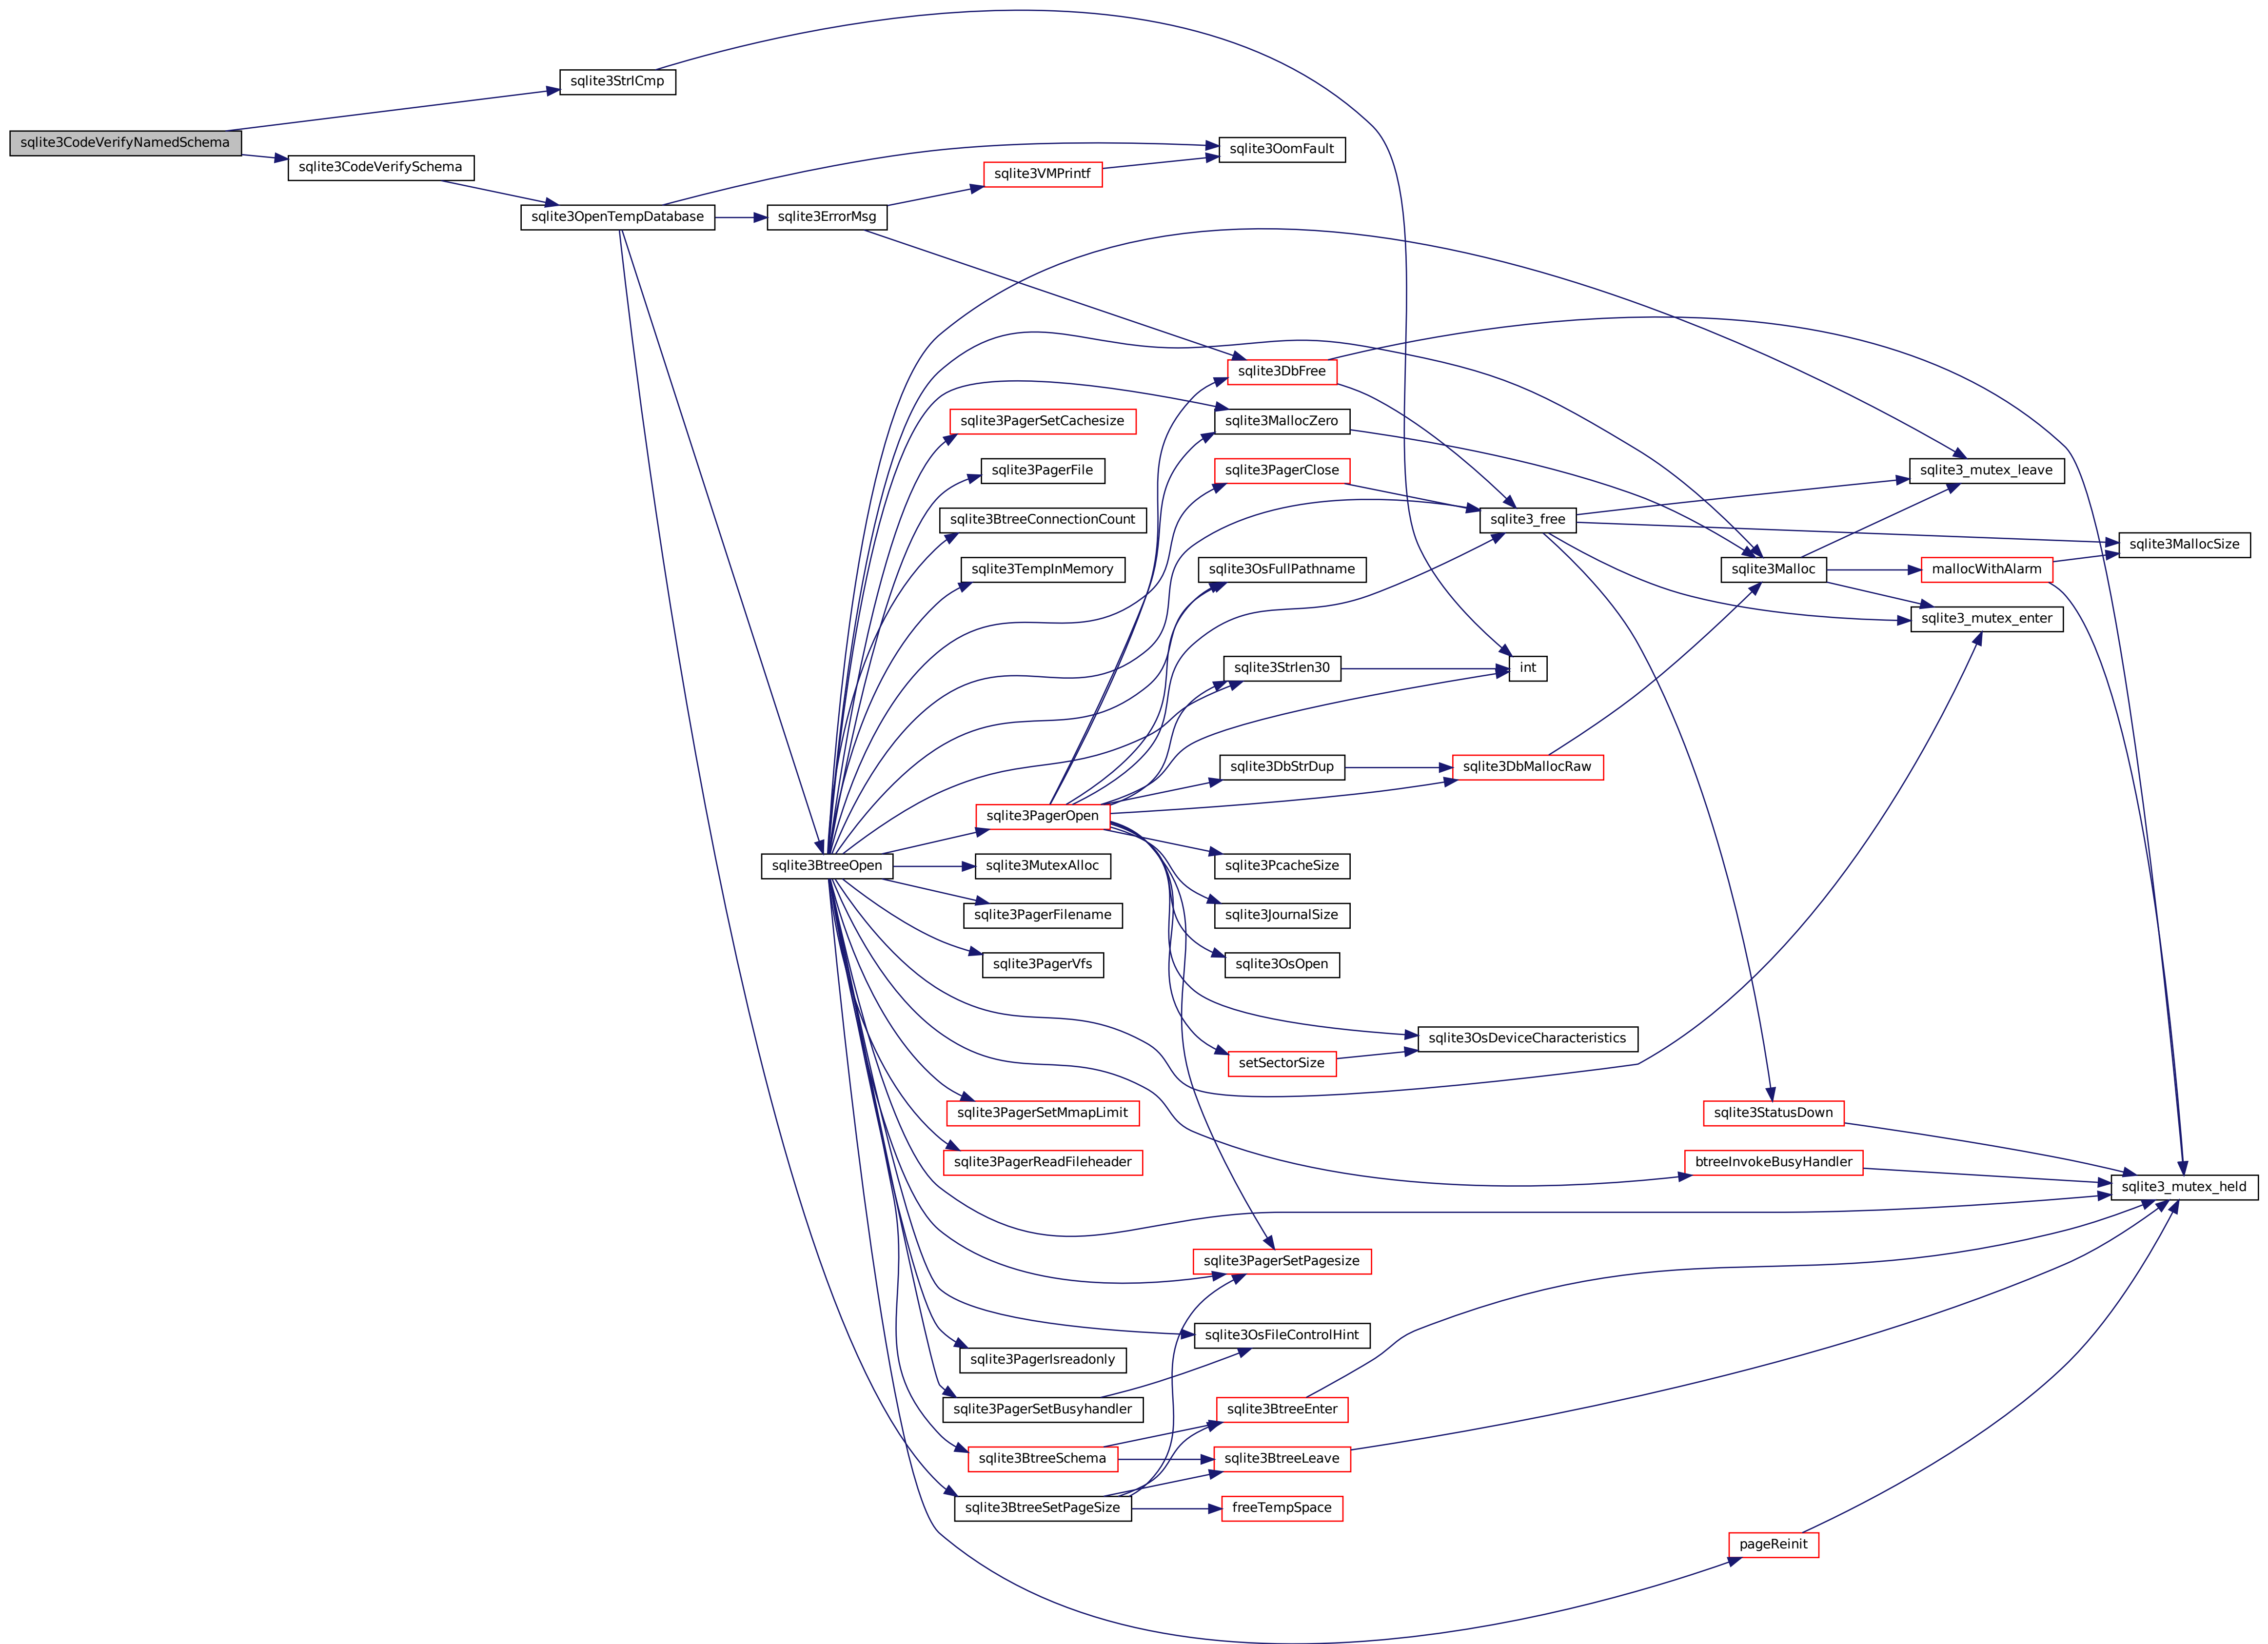 sqlite3CodeVerifyNamedSchema
sqlite3StrICmp
sqlite3CodeVerifySchema
sqlite3OpenTempDatabase
sqlite3ErrorMsg
sqlite3VMPrintf
sqlite3OomFault
sqlite3DbFree
sqlite3PagerSetCachesize
sqlite3MallocZero
sqlite3PagerFile
sqlite3PagerClose
sqlite3_mutex_leave
sqlite3BtreeConnectionCount
sqlite3_free
sqlite3MallocSize
sqlite3TempInMemory
sqlite3OsFullPathname
sqlite3Malloc
mallocWithAlarm
sqlite3_mutex_enter
sqlite3Strlen30
int
sqlite3DbStrDup
sqlite3DbMallocRaw
sqlite3PagerOpen
sqlite3BtreeOpen
sqlite3MutexAlloc
sqlite3PcacheSize
sqlite3PagerFilename
sqlite3JournalSize
sqlite3PagerVfs
sqlite3OsOpen
sqlite3OsDeviceCharacteristics
setSectorSize
sqlite3PagerSetMmapLimit
sqlite3StatusDown
sqlite3PagerReadFileheader
btreeInvokeBusyHandler
sqlite3_mutex_held
sqlite3PagerSetPagesize
sqlite3OsFileControlHint
sqlite3PagerIsreadonly
sqlite3PagerSetBusyhandler
sqlite3BtreeEnter
sqlite3BtreeSchema
sqlite3BtreeLeave
sqlite3BtreeSetPageSize
freeTempSpace
pageReinit